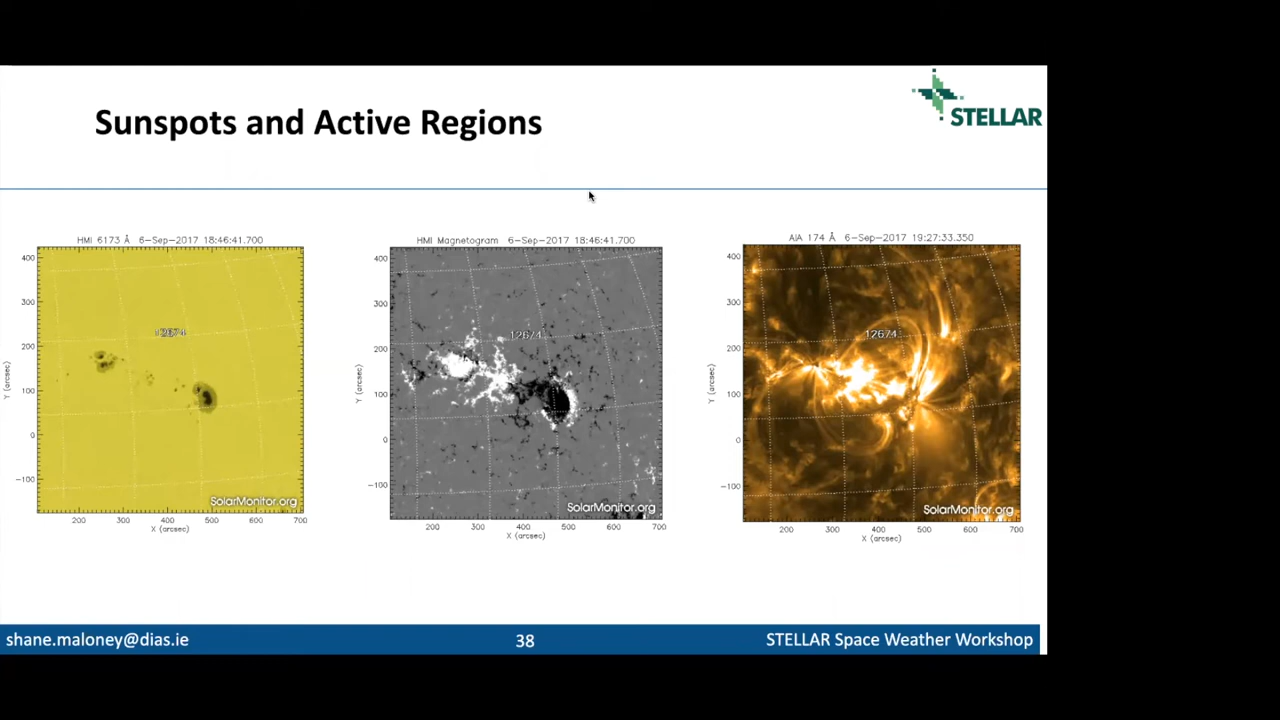 Sunspots and Active Regions
STELLAR
HMI 6173 Å 6-Sep-2017 18:46:41.700
400
300
200
100
0
-100
Y (arcsec)
12674
SolarMonitor.org
200 300 400 500 600 700
X (arcsec)
HMI Magnetogram 6-Sep-2017 18:46:41.700
400
300
200
100
0
-100
Y (arcsec)
12674
SolarMonitor.org
200 300 400 500 600 700
X (arcsec)
AIA 174 Å 6-Sep-2017 19:27:33.350
400
300
200
100
0
-100
Y (arcsec)
12674
SolarMonitor.org
200 300 400 500 600 700
X (arcsec)
shane.maloney@dias.ie
38
STELLAR Space Weather Workshop